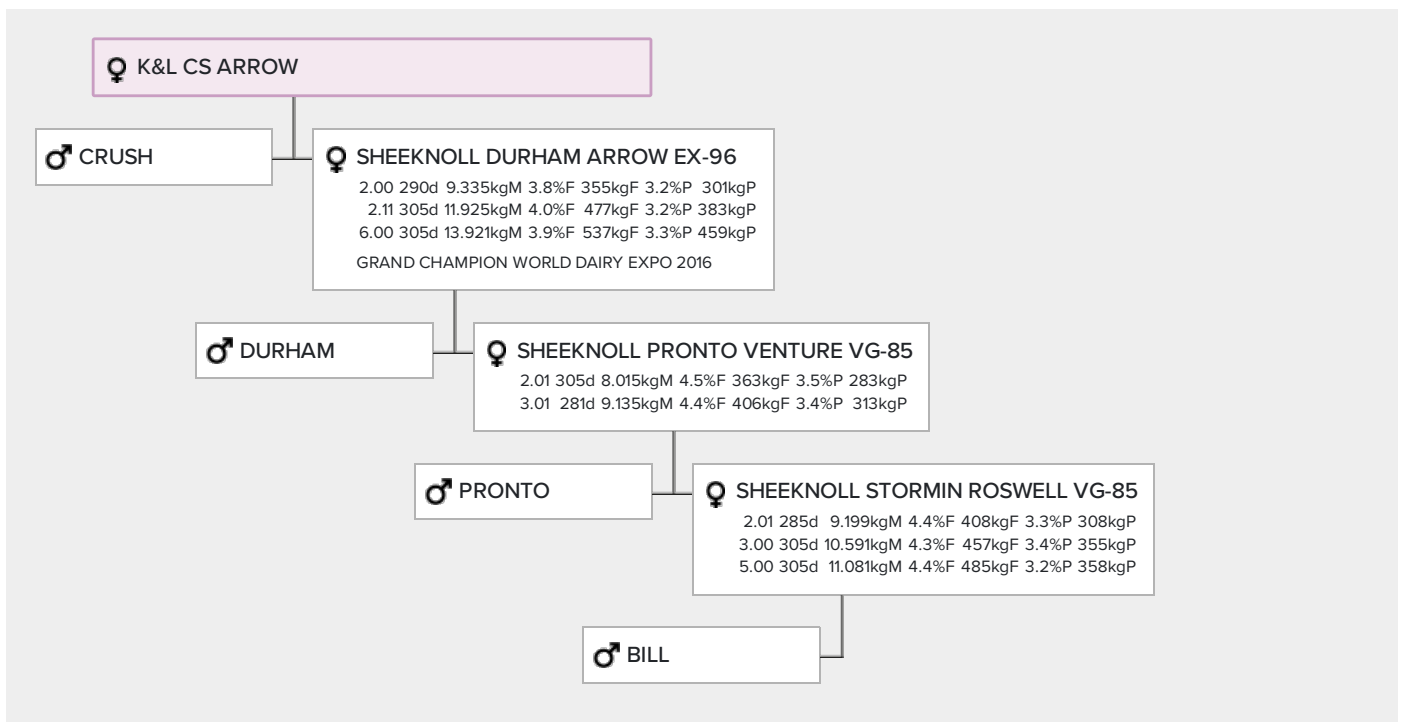 K&L CS ARROW
CRUSH
SHEEKNOLL DURHAM ARROW EX-96
2.00 290d 9.335kgM 3.8%F 355kgF 3.2%P 301kgP
2.11 305d 11.925kgM 4.0%F 477kgF 3.2%P 383kgP
6.00 305d 13.921kgM 3.9%F 537kgF 3.3%P 459kgP
GRAND CHAMPION WORLD DAIRY EXPO 2016
DURHAM
SHEEKNOLL PRONTO VENTURE VG-85
2.01 305d 8.015kgM 4.5%F 363kgF 3.5%P 283kgP
3.01 281d 9.135kgM 4.4%F 406kgF 3.4%P 313kgP
PRONTO
SHEEKNOLL STORMIN ROSWELL VG-85
2.01 285d 9.199kgM 4.4%F 408kgF 3.3%P 308kgP
3.00 305d 10.591kgM 4.3%F 457kgF 3.4%P 355kgP
5.00 305d 11.081kgM 4.4%F 485kgF 3.2%P 358kgP
BILL